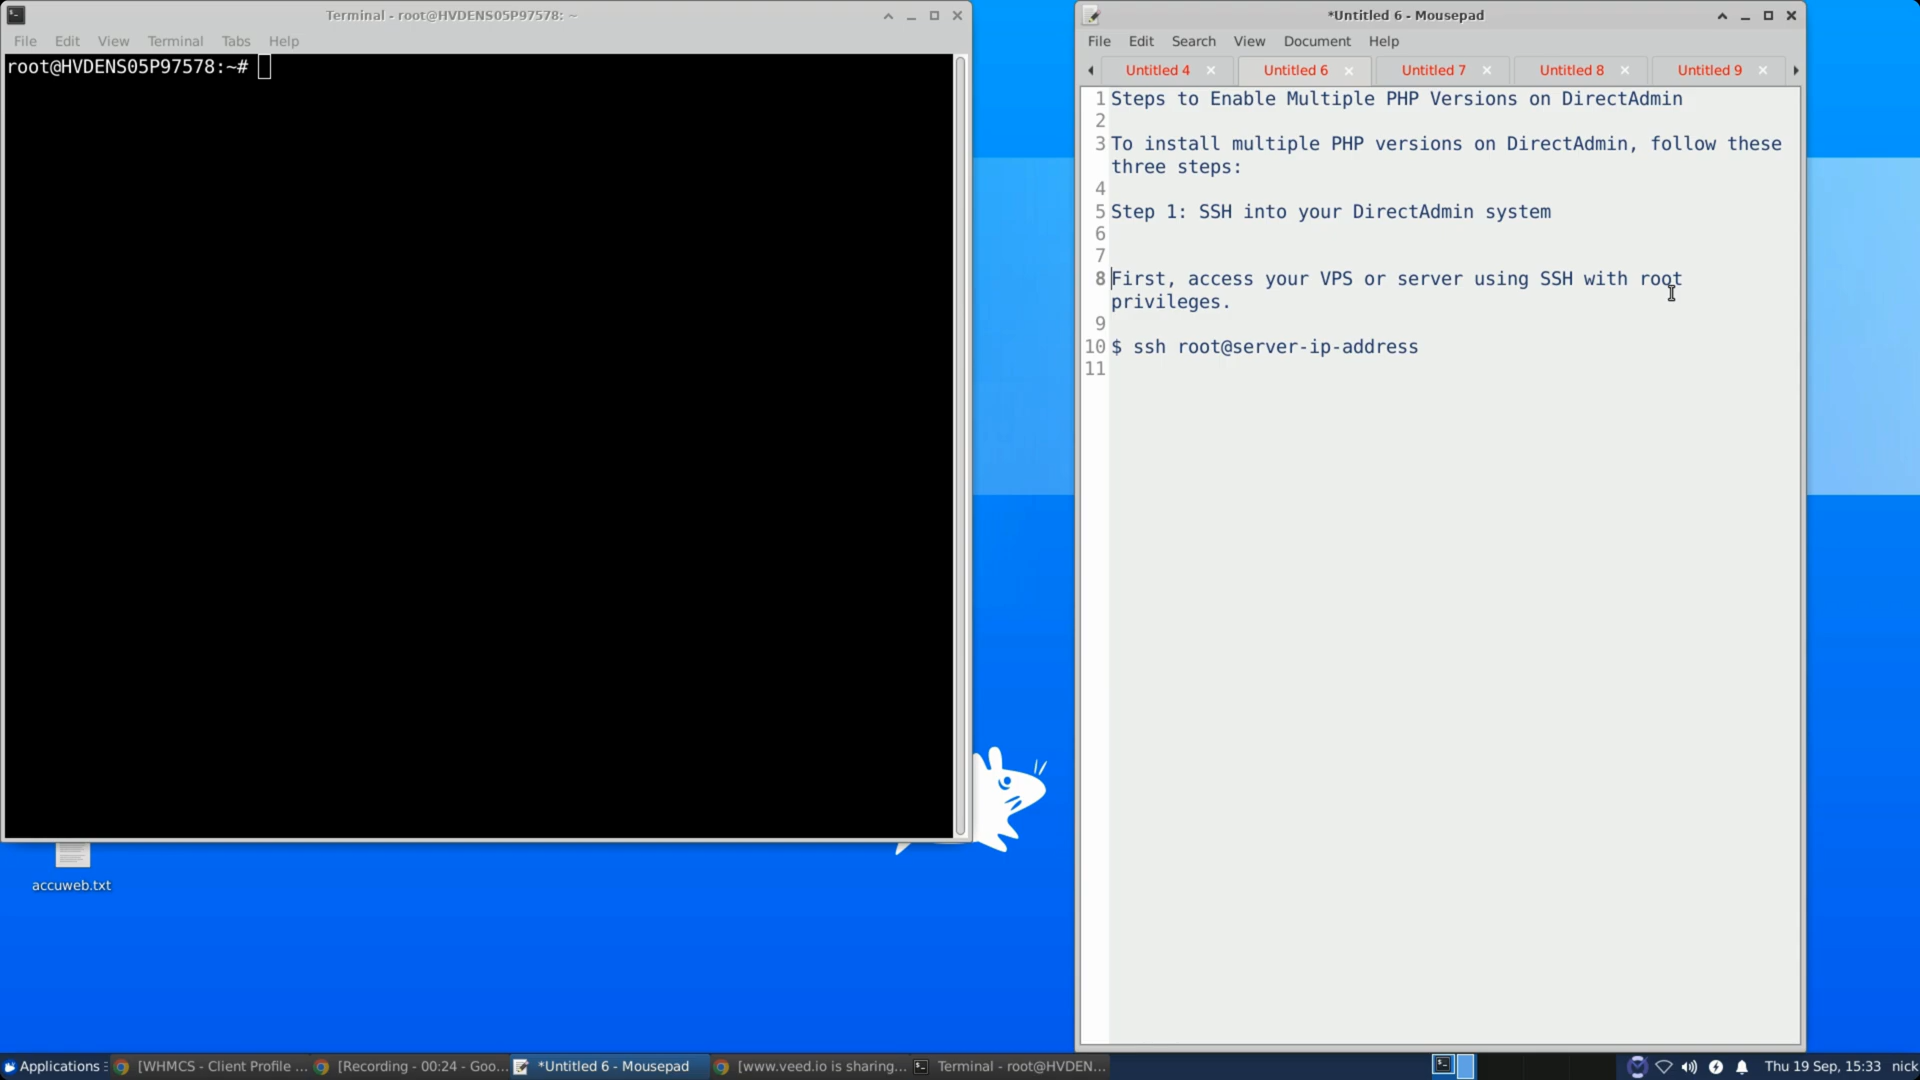 Terminal - root@HVDENS05P97578: ~
File Edit View Terminal Tabs Help
root@HVDENS05P97578:~#
accuweb.txt
*Untitled 6 - Mousepad
File Edit Search View Document Help
Untitled 4 Untitled 6 Untitled 7 Untitled 8 Untitled 9
1 Steps to Enable Multiple PHP Versions on DirectAdmin
2
3 To install multiple PHP versions on DirectAdmin, follow these
three steps:
4
5 Step 1: SSH into your DirectAdmin system
6
7
8 First, access your VPS or server using SSH with root
privileges.
9
10 $ ssh root@server-ip-address
11
Applications [WHMCS - Client Profile ... [Recording - 00:24 - Goo... *Untitled 6 - Mousepad [www.veed.io is sharing... Terminal - root@HVDEN... Thu 19 Sep, 15:33 nick